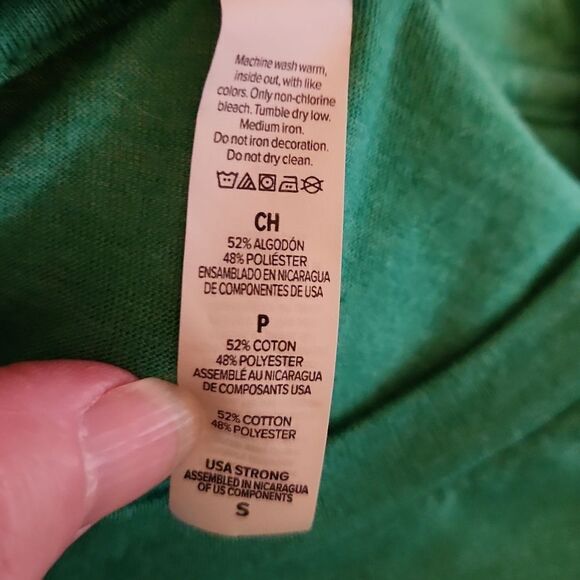 Machine wash warm,
inside out, with like
colors. Only non-chlorine
bleach. Tumble dry low.
Medium iron.
Do not iron decoration.
Do not dry clean.
CH
52% ALGODÓN
48% POLIÉSTER
ENSAMBLADO EN NICARAGUA
DE COMPONENTES DE USA
P
52% COTON
48% POLYESTER
ASSEMBLÉ AU NICARAGUA
DE COMPOSANTS USA
52% COTTON
48% POLYESTER
USA STRONG
ASSEMBLED IN NICARAGUA
OF US COMPONENTS
S